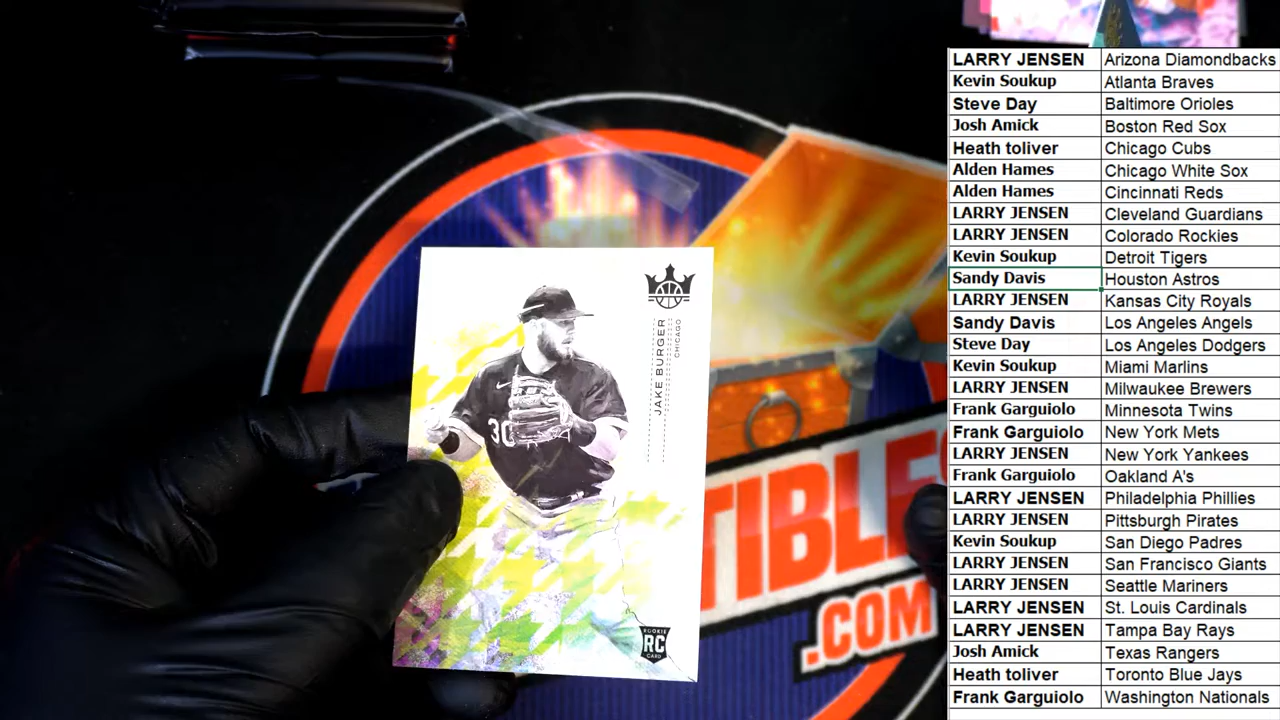 LARRY JENSEN Arizona Diamondbacks
Kevin Soukup Atlanta Braves
Steve Day Baltimore Orioles
Josh Amick Boston Red Sox
Heath toliver Chicago Cubs
Alden Hames Chicago White Sox
Alden Hames Cincinnati Reds
LARRY JENSEN Cleveland Guardians
LARRY JENSEN Colorado Rockies
Kevin Soukup Detroit Tigers
Sandy Davis Houston Astros
LARRY JENSEN Kansas City Royals
Sandy Davis Los Angeles Angels
Steve Day Los Angeles Dodgers
Kevin Soukup Miami Marlins
LARRY JENSEN Milwaukee Brewers
Frank Garguiolo Minnesota Twins
Frank Garguiolo New York Mets
LARRY JENSEN New York Yankees
Frank Garguiolo Oakland A's
LARRY JENSEN Philadelphia Phillies
LARRY JENSEN Pittsburgh Pirates
Kevin Soukup San Diego Padres
LARRY JENSEN San Francisco Giants
LARRY JENSEN Seattle Mariners
LARRY JENSEN St. Louis Cardinals
LARRY JENSEN Tampa Bay Rays
Josh Amick Texas Rangers
Heath toliver Toronto Blue Jays
Frank Garguiolo Washington Nationals
JAKE BURGER
CHICAGO
30
ROOKIE
RC
CARD
TIBLES
.COM